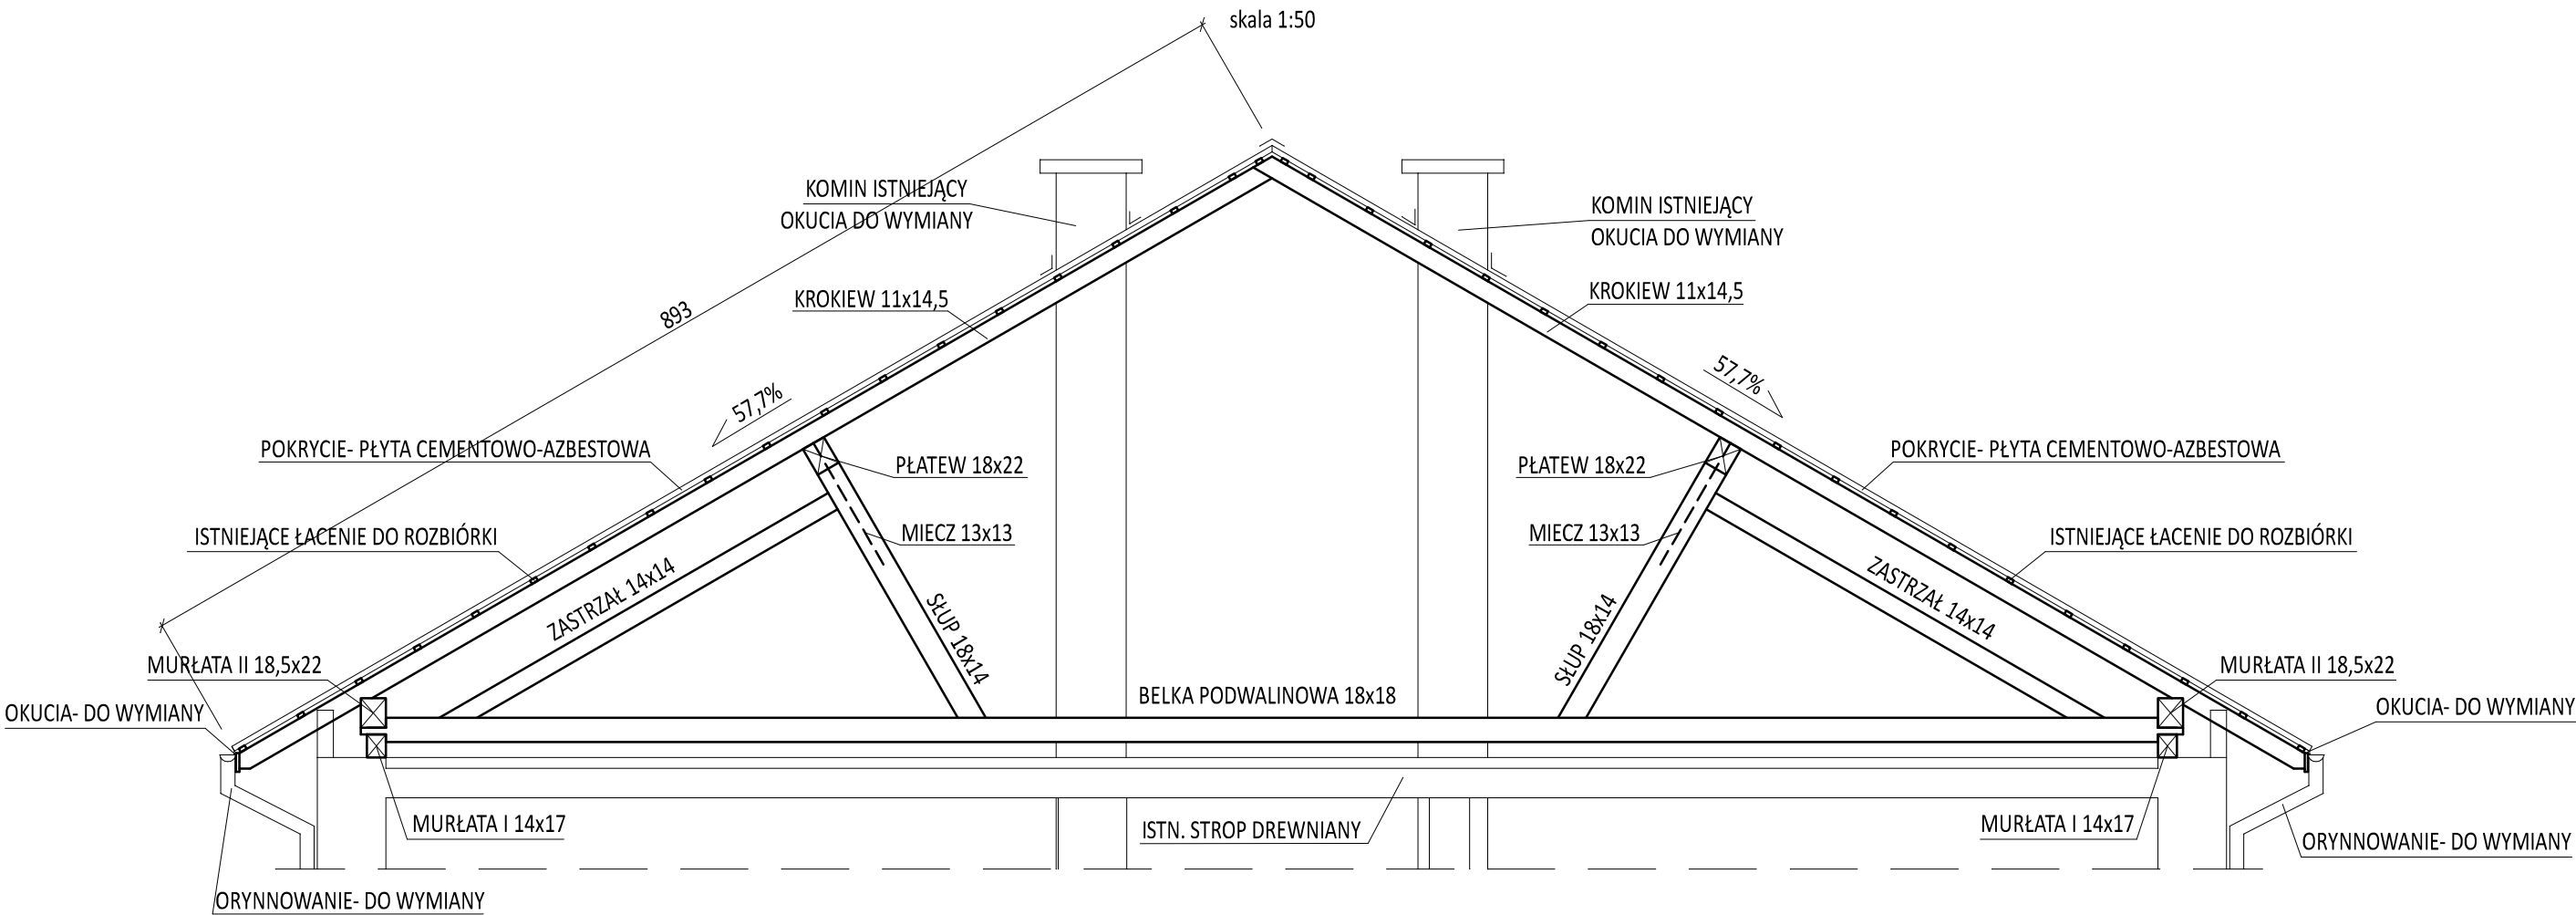 skala 1:50
KOMIN ISTNIEJĄCY
OKUCIA DO WYMIANY
KOMIN ISTNIEJĄCY
OKUCIA DO WYMIANY
KROKIEW 11x14,5
KROKIEW 11x14,5
893
57,7%
57,7%
POKRYCIE- PŁYTA CEMENTOWO-AZBESTOWA
PŁATEW 18x22
PŁATEW 18x22
POKRYCIE- PŁYTA CEMENTOWO-AZBESTOWA
ISTNIEJĄCE ŁACENIE DO ROZBIÓRKI
MIECZ 13x13
MIECZ 13x13
ISTNIEJĄCE ŁACENIE DO ROZBIÓRKI
ZASTRZAŁ 14x14
SŁUP 18x14
SŁUP 18x14
ZASTRZAŁ 14x14
MURŁATA II 18,5x22
BELKA PODWALINOWA 18x18
MURŁATA II 18,5x22
OKUCIA- DO WYMIANY
OKUCIA- DO WYMIANY
MURŁATA I 14x17
ISTN. STROP DREWNIANY
MURŁATA I 14x17
ORYNNOWANIE- DO WYMIANY
ORYNNOWANIE- DO WYMIANY